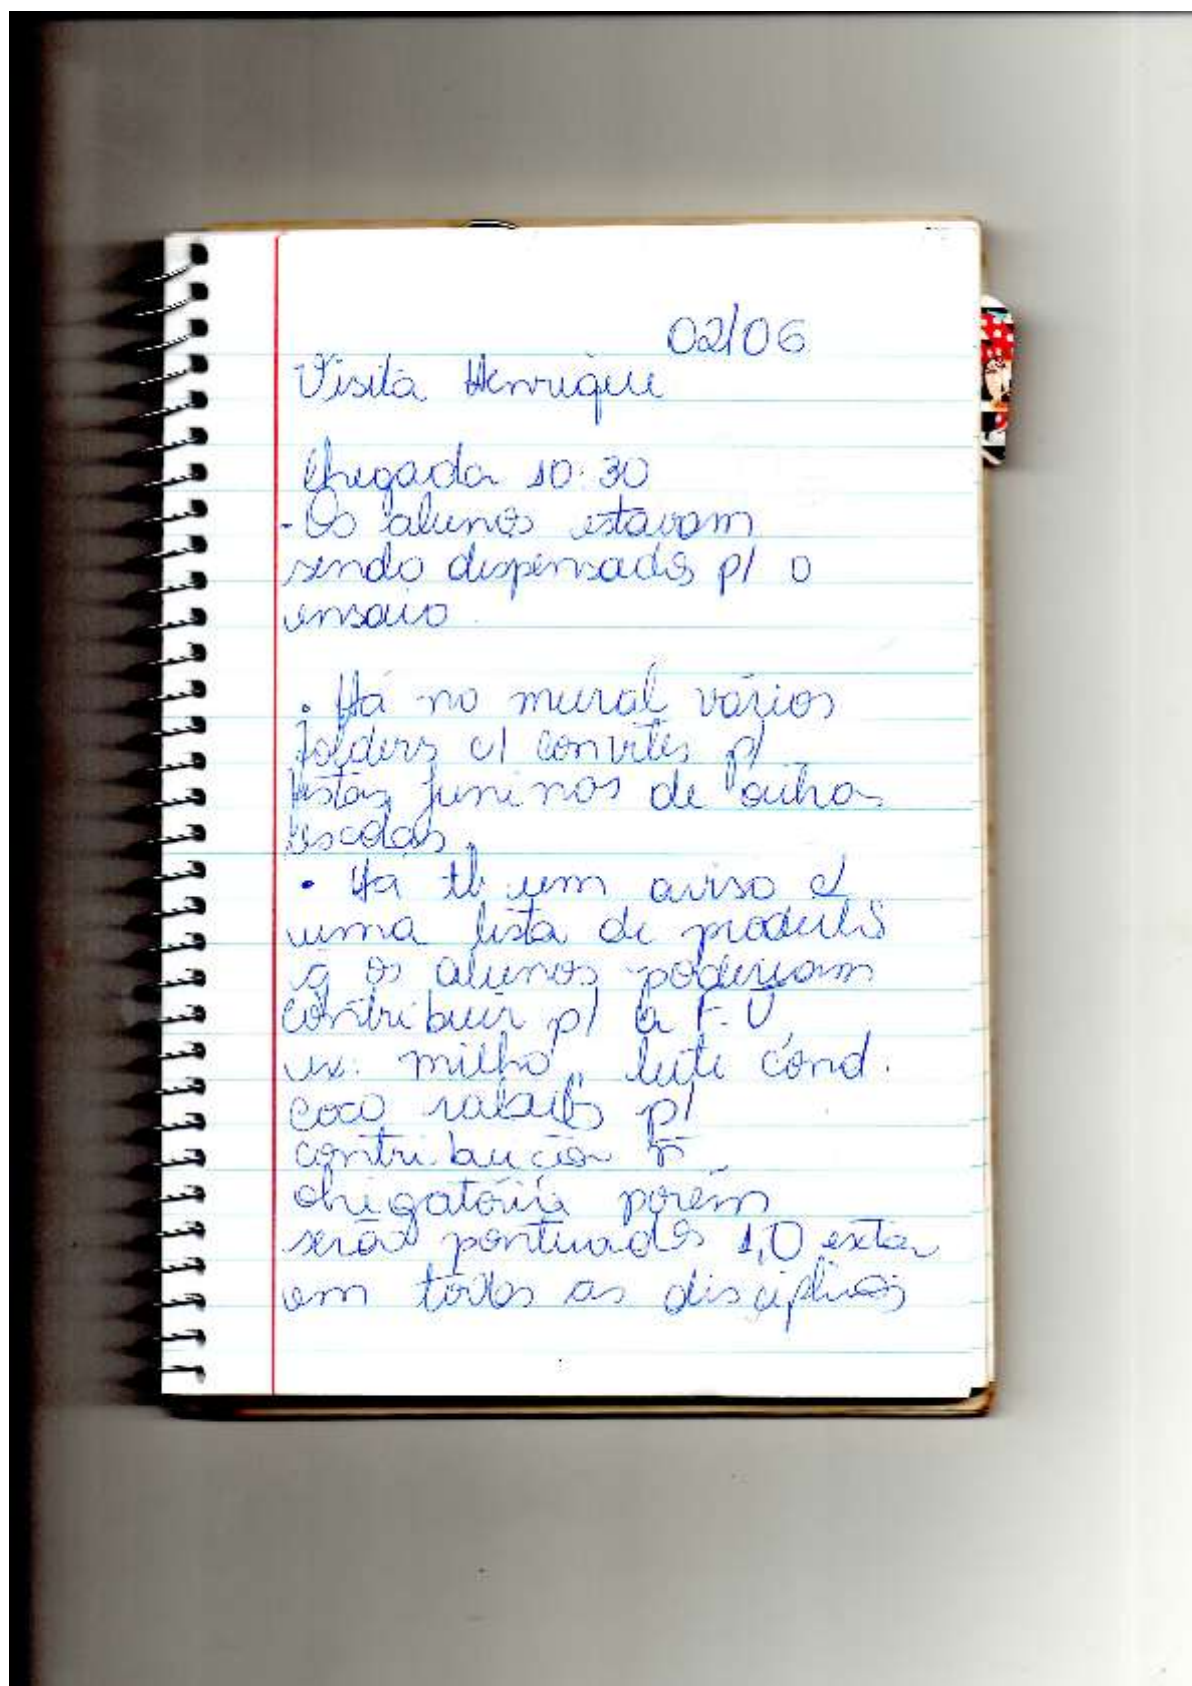 02/06
Visita Henrique
Chegada 10:30
- Os alunos estavam
sendo dispensados p/ o
ensaio.
• Há no mural vários
folders c/ convites p/
festas juninas de outras
escolas.
• Há tb um aviso c/
uma lista de produtos
q os alunos poderiam
contribuir p/ a F.J
ex: milho, leite cond.
coco ralado p/
contribuição ñ
obrigatória porém
serão pontuados 1,0 extra
em todas as disciplinas